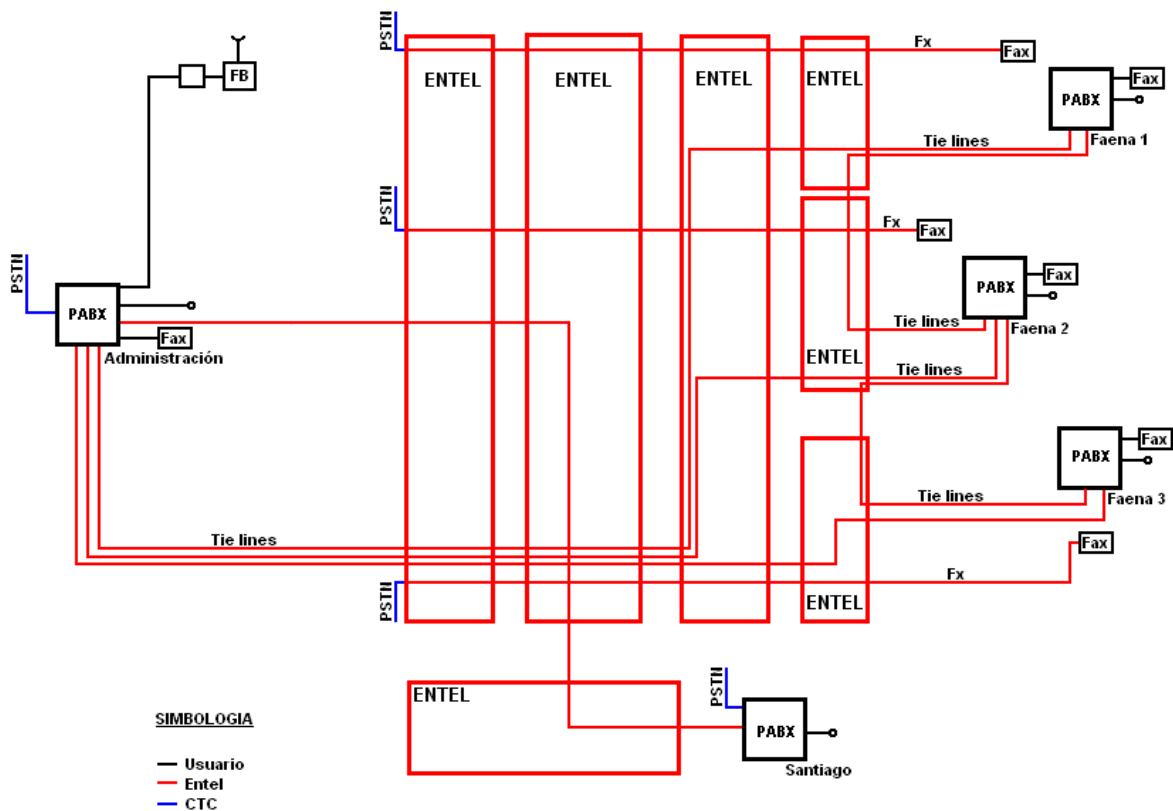 PSTN
Fx
Fax
ENTEL
ENTEL
ENTEL
ENTEL
FB
PABX
Fax
Tie lines
Faena 1
PSTN
Fx
Fax
PSTN
PABX
Fax
Administración
PABX
Fax
Tie lines
Faena 2
ENTEL
Tie lines
PABX
Fax
Tie lines
Faena 3
Tie lines
Fax
Fx
PSTN
ENTEL
ENTEL
PSTN
PABX
Santiago
SIMBOLOGIA
Usuario
Entel
CTC